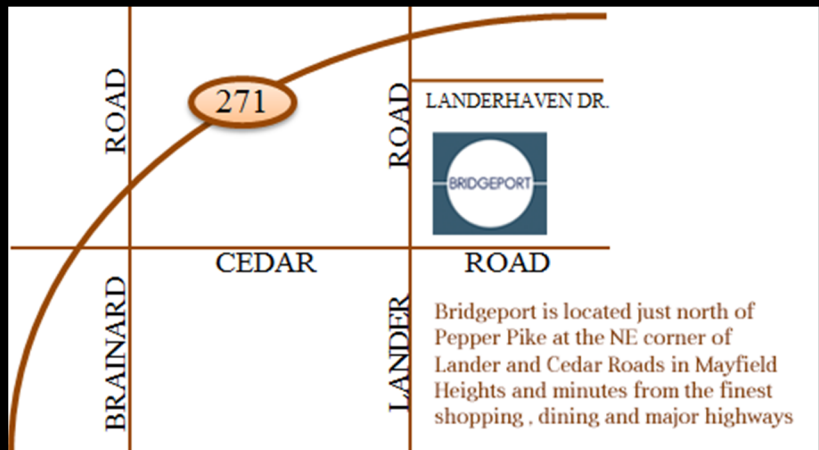 271
ROAD
ROAD
LANDERHAVEN DR.
BRIDGEPORT
CEDAR
ROAD
BRAINARD
LANDER
Bridgeport is located just north of
Pepper Pike at the NE corner of
Lander and Cedar Roads in Mayfield
Heights and minutes from the finest
shopping , dining and major highways